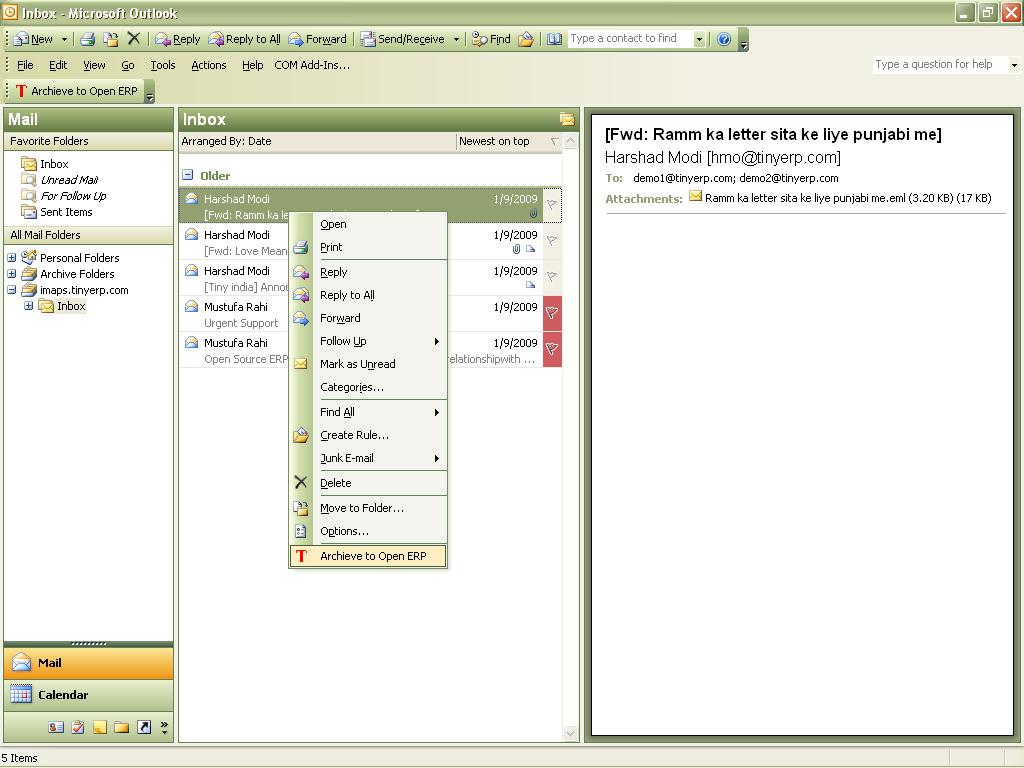 Inbox - Microsoft Outlook
New Reply Reply to All Forward Send/Receive Find Type a contact to find
File Edit View Go Tools Actions Help COM Add-Ins... Type a question for help
T Archieve to Open ERP
Mail
Favorite Folders
Inbox
Unread Mail
For Follow Up
Sent Items
All Mail Folders
Personal Folders
Archive Folders
imaps.tinyerp.com
Inbox
Mail
Calendar
Inbox
Arranged By: Date Newest on top
Older
Harshad Modi 1/9/2009
[Fwd: Ramm ka le
Harshad Modi 1/9/2009
[Fwd: Love Mean
Harshad Modi 1/9/2009
[Tiny india] Annou
Mustufa Rahi 1/9/2009
Urgent Support
Mustufa Rahi 1/9/2009
Open Source ERP relationshipwith ...
Open
Print
Reply
Reply to All
Forward
Follow Up
Mark as Unread
Categories...
Find All
Create Rule...
Junk E-mail
Delete
Move to Folder...
Options...
T Archieve to Open ERP
[Fwd: Ramm ka letter sita ke liye punjabi me]
Harshad Modi [hmo@tinyerp.com]
To: demo1@tinyerp.com; demo2@tinyerp.com
Attachments: Ramm ka letter sita ke liye punjabi me.eml (3.20 KB) (17 KB)
5 Items